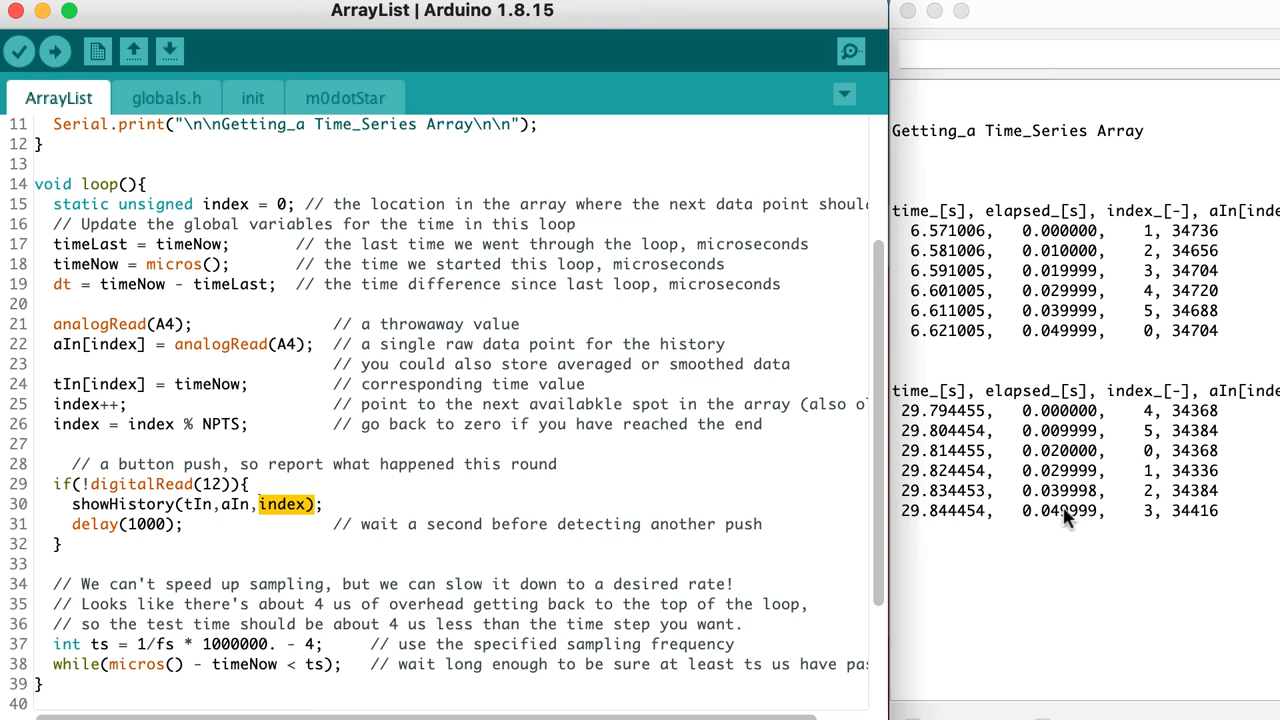 ArrayList | Arduino 1.8.15
ArrayList globals.h init m0dotStar
11 Serial.print("\n\nGetting_a Time_Series Array\n\n");
12 }
13
14 void loop(){
15 static unsigned index = 0; // the location in the array where the next data point shoul
16 // Update the global variables for the time in this loop
17 timeLast = timeNow; // the last time we went through the loop, microseconds
18 timeNow = micros(); // the time we started this loop, microseconds
19 dt = timeNow - timeLast; // the time difference since last loop, microseconds
20
21 analogRead(A4); // a throwaway value
22 aIn[index] = analogRead(A4); // a single raw data point for the history
23 // you could also store averaged or smoothed data
24 tIn[index] = timeNow; // corresponding time value
25 index++; // point to the next availabkle spot in the array (also ol
26 index = index % NPTS; // go back to zero if you have reached the end
28 // a button push, so report what happened this round
29 if(!digitalRead(12)){
30 showHistory(tIn,aIn,index);
31 delay(1000); // wait a second before detecting another push
32 }
33
34 // We can't speed up sampling, but we can slow it down to a desired rate!
35 // Looks like there's about 4 us of overhead getting back to the top of the loop,
36 // so the test time should be about 4 us less than the time step you want.
37 int ts = 1/fs * 1000000. - 4; // use the specified sampling frequency
38 while(micros() - timeNow < ts); // wait long enough to be sure at least ts us have pas
39 }
40
Getting_a Time_Series Array
time_[s], elapsed_[s], index_[-], aIn[inde
6.571006, 0.000000, 1, 34736
6.581006, 0.010000, 2, 34656
6.591005, 0.019999, 3, 34704
6.601005, 0.029999, 4, 34720
6.611005, 0.039999, 5, 34688
6.621005, 0.049999, 0, 34704
time_[s], elapsed_[s], index_[-], aIn[inde
29.794455, 0.000000, 4, 34368
29.804454, 0.009999, 5, 34384
29.814455, 0.020000, 0, 34368
29.824454, 0.029999, 1, 34336
29.834453, 0.039998, 2, 34384
29.844454, 0.049999, 3, 34416